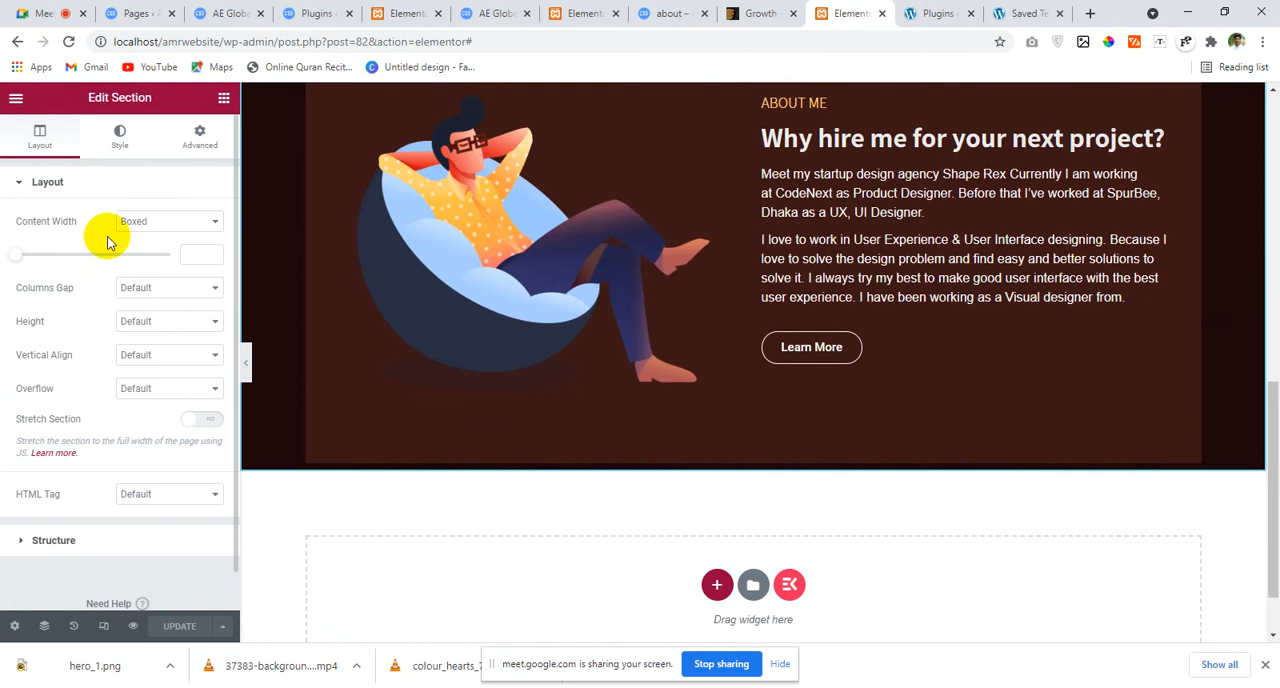 Meet
Pages ‹ A
AE Globa
Plugins ‹
Elemento
AE Globa
Elemento
about – A
Growth –
Elemento
Plugins ‹
Saved Te
localhost/amrwebsite/wp-admin/post.php?post=82&action=elementor#
Apps
Gmail
YouTube
Maps
Online Quran Recit...
Untitled design - Fa...
Reading list
Edit Section
Layout
Style
Advanced
Layout
Content Width
Boxed
Columns Gap
Default
Height
Default
Vertical Align
Default
Overflow
Default
Stretch Section
NO
Stretch the section to the full width of the page using
JS. Learn more.
HTML Tag
Default
Structure
Need Help ?
UPDATE
ABOUT ME
Why hire me for your next project?
Meet my startup design agency Shape Rex Currently I am working
at CodeNext as Product Designer. Before that I've worked at SpurBee,
Dhaka as a UX, UI Designer.
I love to work in User Experience & User Interface designing. Because I
love to solve the design problem and find easy and better solutions to
solve it. I always try my best to make good user interface with the best
user experience. I have been working as a Visual designer from.
Learn More
Drag widget here
hero_1.png
37383-backgroun....mp4
colour_hearts_
meet.google.com is sharing your screen.
Stop sharing
Hide
Show all